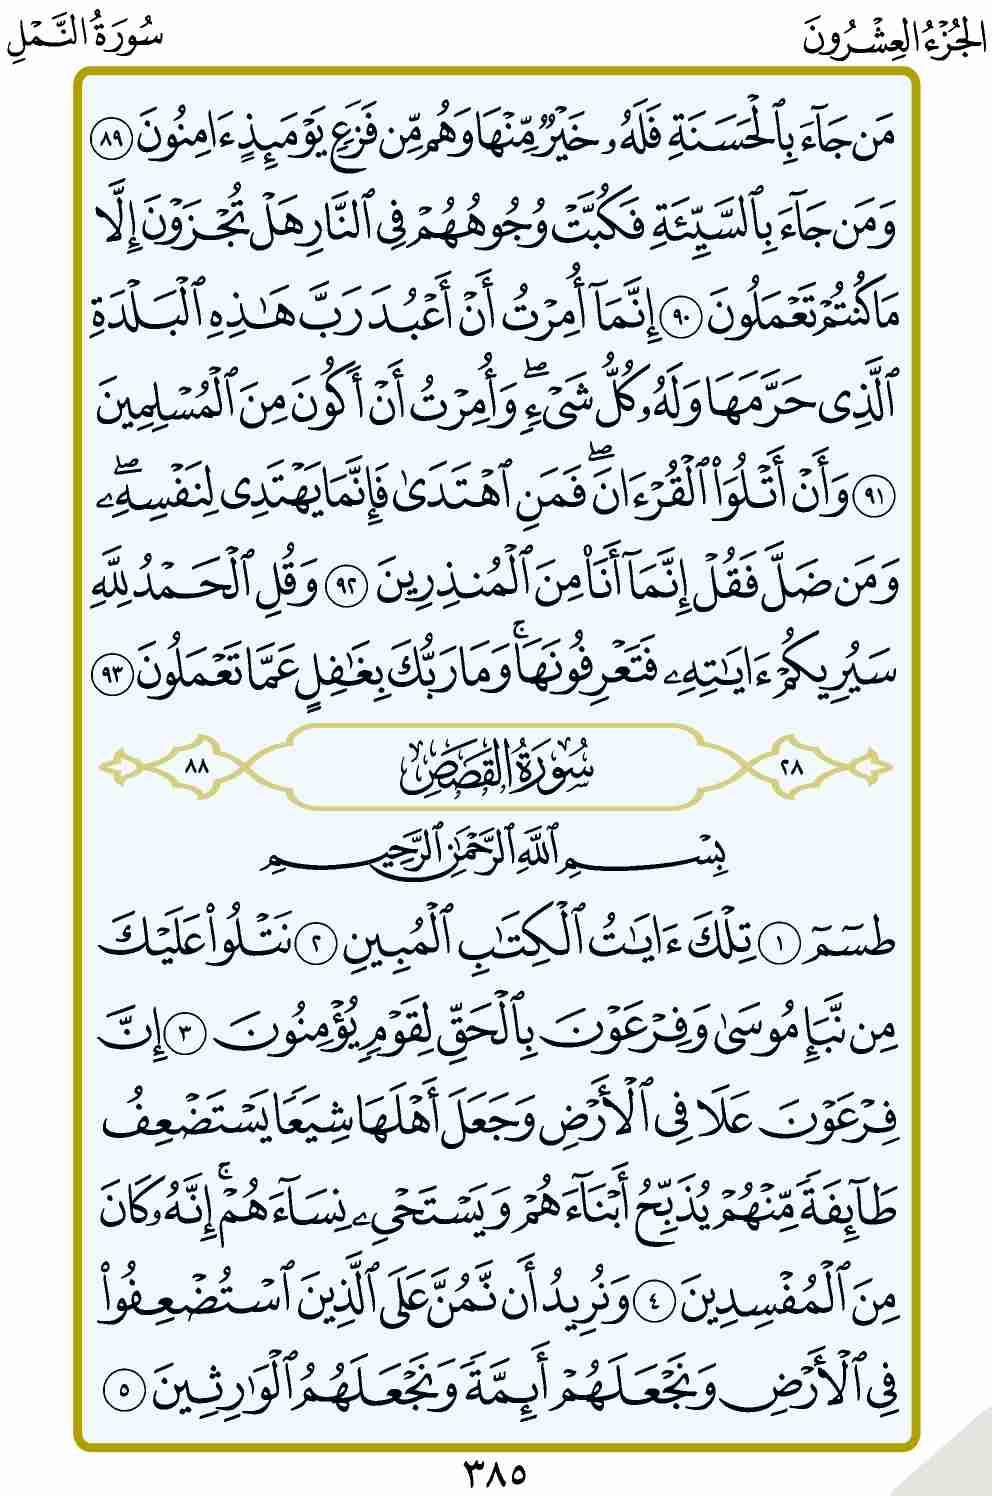 الجُزْءُ العِشْرُونَ
سُورَةُ النَّمْلِ
مَن جَآءَ بِٱلْحَسَنَةِ فَلَهُۥ خَيْرٌ مِّنْهَا وَهُم مِّن فَزَعٍ يَوْمَئِذٍ ءَامِنُونَ ٨٩
وَمَن جَآءَ بِٱلسَّيِّئَةِ فَكُبَّتْ وُجُوهُهُمْ فِى ٱلنَّارِ هَلْ تُجْزَوْنَ إِلَّا
مَا كُنتُمْ تَعْمَلُونَ ٩٠ إِنَّمَآ أُمِرْتُ أَنْ أَعْبُدَ رَبَّ هَـٰذِهِ ٱلْبَلْدَةِ
ٱلَّذِى حَرَّمَهَا وَلَهُۥ كُلُّ شَىْءٍ ۖ وَأُمِرْتُ أَنْ أَكُونَ مِنَ ٱلْمُسْلِمِينَ
٩١ وَأَنْ أَتْلُوَا۟ ٱلْقُرْءَانَ ۖ فَمَنِ ٱهْتَدَىٰ فَإِنَّمَا يَهْتَدِى لِنَفْسِهِۦ ۖ
وَمَن ضَلَّ فَقُلْ إِنَّمَآ أَنَا۠ مِنَ ٱلْمُنذِرِينَ ٩٢ وَقُلِ ٱلْحَمْدُ لِلَّهِ
سَيُرِيكُمْ ءَايَـٰتِهِۦ فَتَعْرِفُونَهَا ۚ وَمَا رَبُّكَ بِغَـٰفِلٍ عَمَّا تَعْمَلُونَ ٩٣
٢٨ سُورَةُ القَصَصِ ٨٨
بِسْمِ ٱللَّهِ ٱلرَّحْمَـٰنِ ٱلرَّحِيمِ
طسٓمٓ ١ تِلْكَ ءَايَـٰتُ ٱلْكِتَـٰبِ ٱلْمُبِينِ ٢ نَتْلُوا۟ عَلَيْكَ
مِن نَّبَإِ مُوسَىٰ وَفِرْعَوْنَ بِٱلْحَقِّ لِقَوْمٍ يُؤْمِنُونَ ٣ إِنَّ
فِرْعَوْنَ عَلَا فِى ٱلْأَرْضِ وَجَعَلَ أَهْلَهَا شِيَعًا يَسْتَضْعِفُ
طَآئِفَةً مِّنْهُمْ يُذَبِّحُ أَبْنَآءَهُمْ وَيَسْتَحْىِۦ نِسَآءَهُمْ ۚ إِنَّهُۥ كَانَ
مِنَ ٱلْمُفْسِدِينَ ٤ وَنُرِيدُ أَن نَّمُنَّ عَلَى ٱلَّذِينَ ٱسْتُضْعِفُوا۟
فِى ٱلْأَرْضِ وَنَجْعَلَهُمْ أَئِمَّةً وَنَجْعَلَهُمُ ٱلْوَٰرِثِينَ ٥
٣٨٥